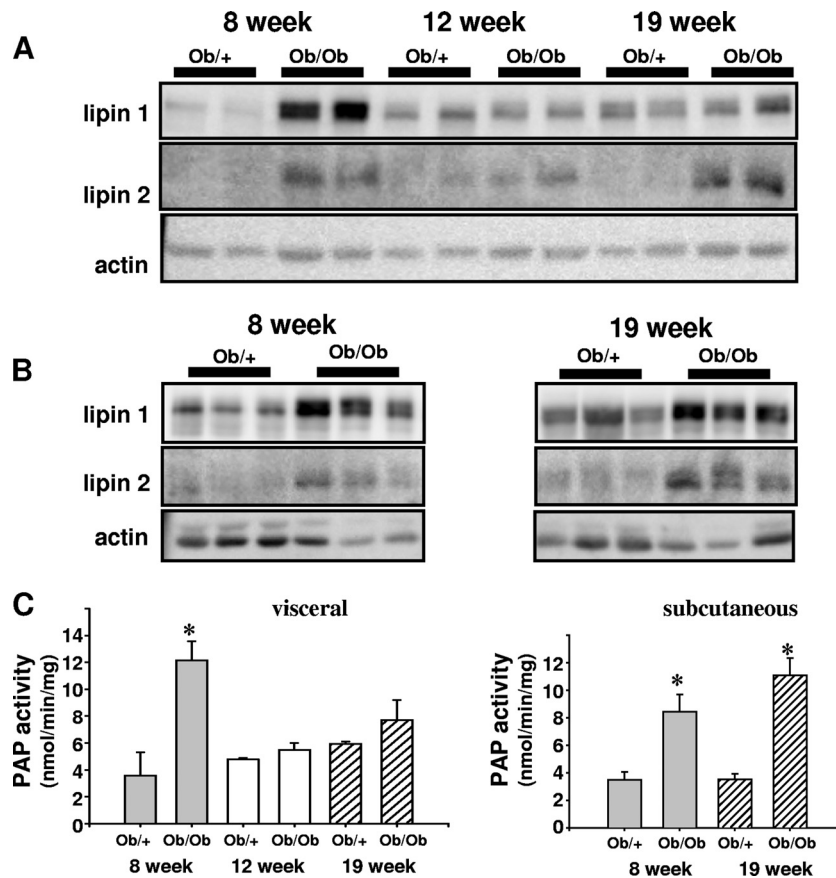 8 week 12 week 19 week
A
Ob/+ Ob/Ob Ob/+ Ob/Ob Ob/+ Ob/Ob
lipin 1
lipin 2
actin
8 week 19 week
B
Ob/+ Ob/Ob Ob/+ Ob/Ob
lipin 1
lipin 2
actin
C
visceral
PAP activity
(nmol/min/mg)
14
12
10
8
6
4
2
0
*
Ob/+ Ob/Ob Ob/+ Ob/Ob Ob/+ Ob/Ob
8 week 12 week 19 week
subcutaneous
PAP activity
(nmol/min/mg)
14
12
10
8
6
4
2
0
* *
Ob/+ Ob/Ob Ob/+ Ob/Ob
8 week 19 week